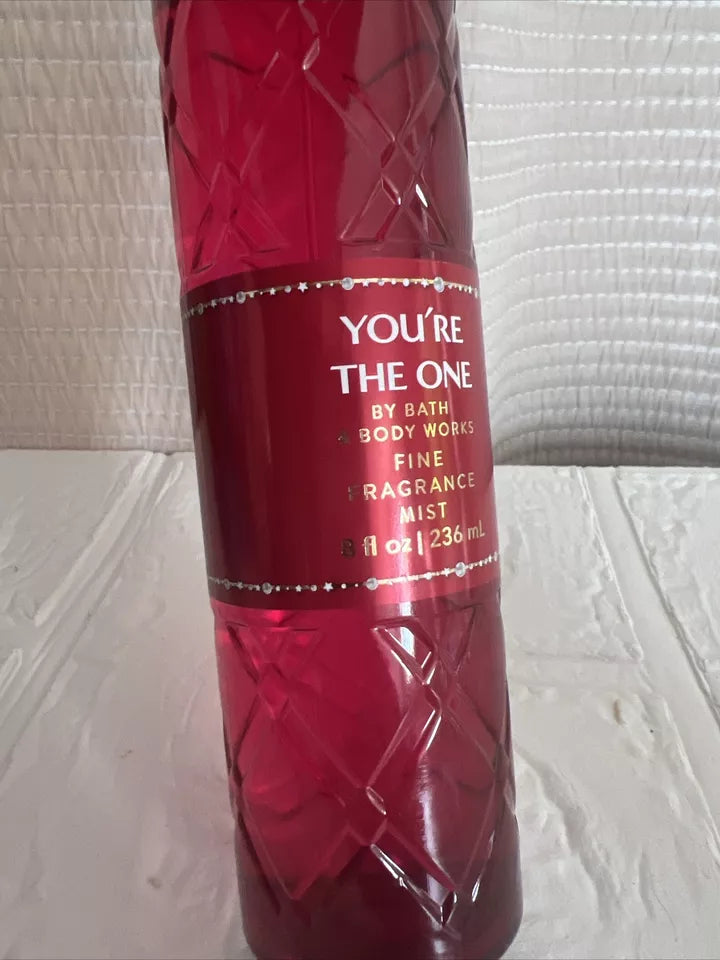 YOU'RE
THE ONE
BY BATH
& BODY WORKS
FINE
FRAGRANCE
MIST
8 fl oz | 236 mL